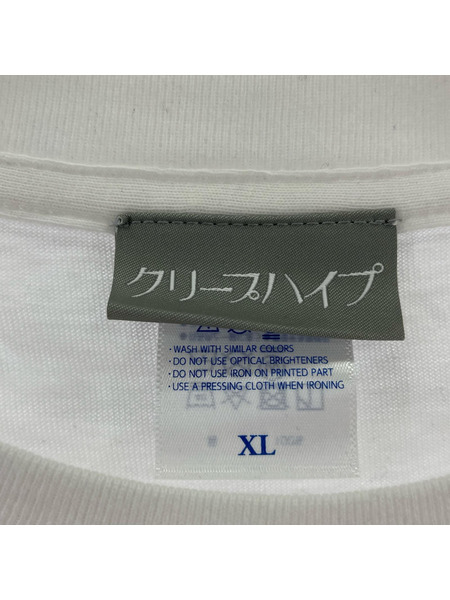 クリープハイプ
・WASH WITH SIMILAR COLORS
・DO NOT USE OPTICAL BRIGHTENERS
・DO NOT USE IRON ON PRINTED PART
・USE A PRESSING CLOTH WHEN IRONING
XL